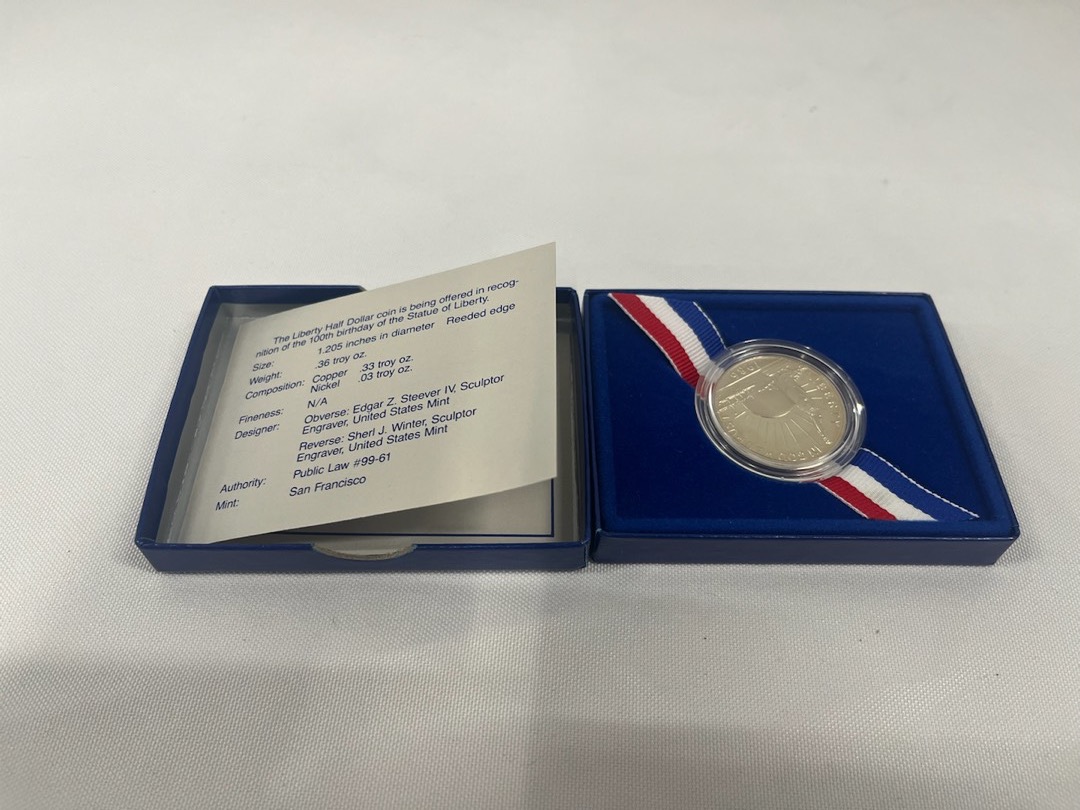 The Liberty Half Dollar coin is being offered in recog-
nition of the 100th birthday of the Statue of Liberty.
Size: 1.205 inches in diameter Reeded edge
Weight: .36 troy oz.
Composition: Copper .33 troy oz.
Nickel .03 troy oz.
Fineness: N/A
Designer: Obverse: Edgar Z. Steever IV, Sculptor
Engraver, United States Mint
Reverse: Sherl J. Winter, Sculptor
Engraver, United States Mint
Authority: Public Law #99-61
Mint: San Francisco